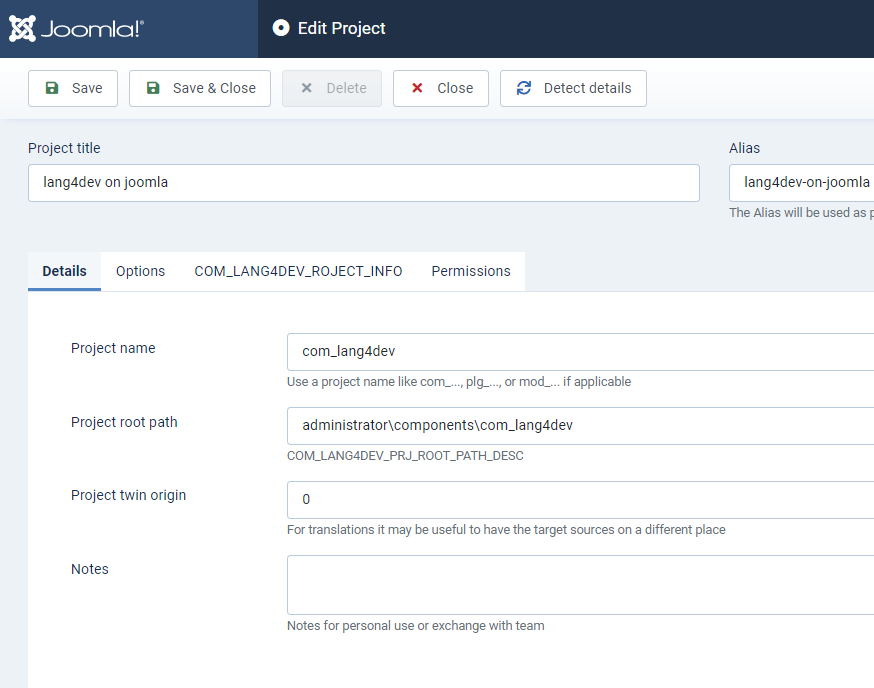 Joomla!® Edit Project
Save Save & Close Delete Close Detect details
Project title Alias
lang4dev on joomla lang4dev-on-joomla
The Alias will be used as
Details Options COM_LANG4DEV_ROJECT_INFO Permissions
Project name com_lang4dev
Use a project name like com_..., plg_..., or mod_... if applicable
Project root path administrator\components\com_lang4dev
COM_LANG4DEV_PRJ_ROOT_PATH_DESC
Project twin origin 0
For translations it may be useful to have the target sources on a different place
Notes
Notes for personal use or exchange with team